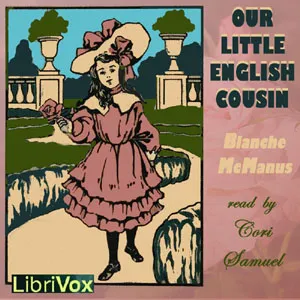 OUR
LITTLE
ENGLISH
COUSIN
Blanche
McManus
read by
Cori
Samuel
LibriVox